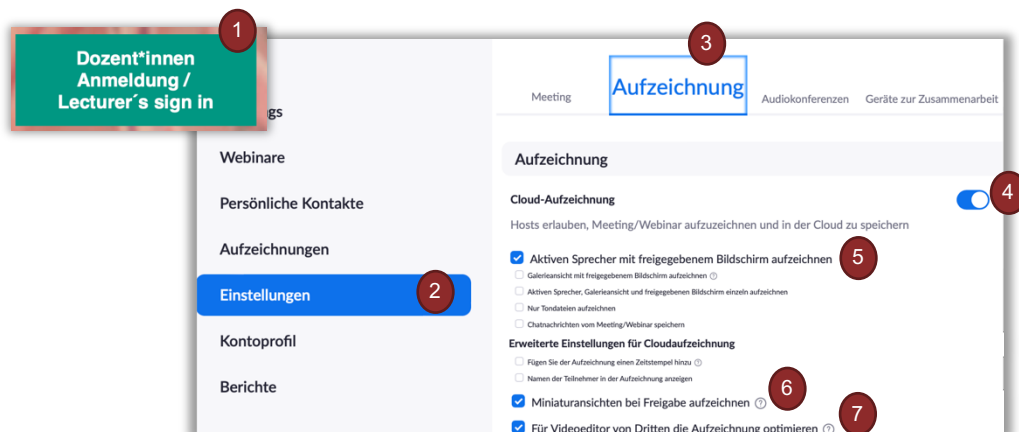 1
Dozent*innen
Anmeldung /
Lecturer´s sign in
gs
Webinare
Persönliche Kontakte
Aufzeichnungen
Einstellungen
2
Kontoprofil
Berichte
3
Meeting
Aufzeichnung
Audiokonferenzen
Geräte zur Zusammenarbeit
Aufzeichnung
Cloud-Aufzeichnung
4
Hosts erlauben, Meeting/Webinar aufzuzeichnen und in der Cloud zu speichern
Aktiven Sprecher mit freigegebenem Bildschirm aufzeichnen
5
Galerieansicht mit freigegebenem Bildschirm aufzeichnen
Aktiven Sprecher, Galerieansicht und freigegebenen Bildschirm einzeln aufzeichnen
Nur Tondateien aufzeichnen
Chatnachrichten vom Meeting/Webinar speichern
Erweiterte Einstellungen für Cloudaufzeichnung
Fügen Sie der Aufzeichnung einen Zeitstempel hinzu
Namen der Teilnehmer in der Aufzeichnung anzeigen
6
Miniaturansichten bei Freigabe aufzeichnen
7
Für Videoeditor von Dritten die Aufzeichnung optimieren